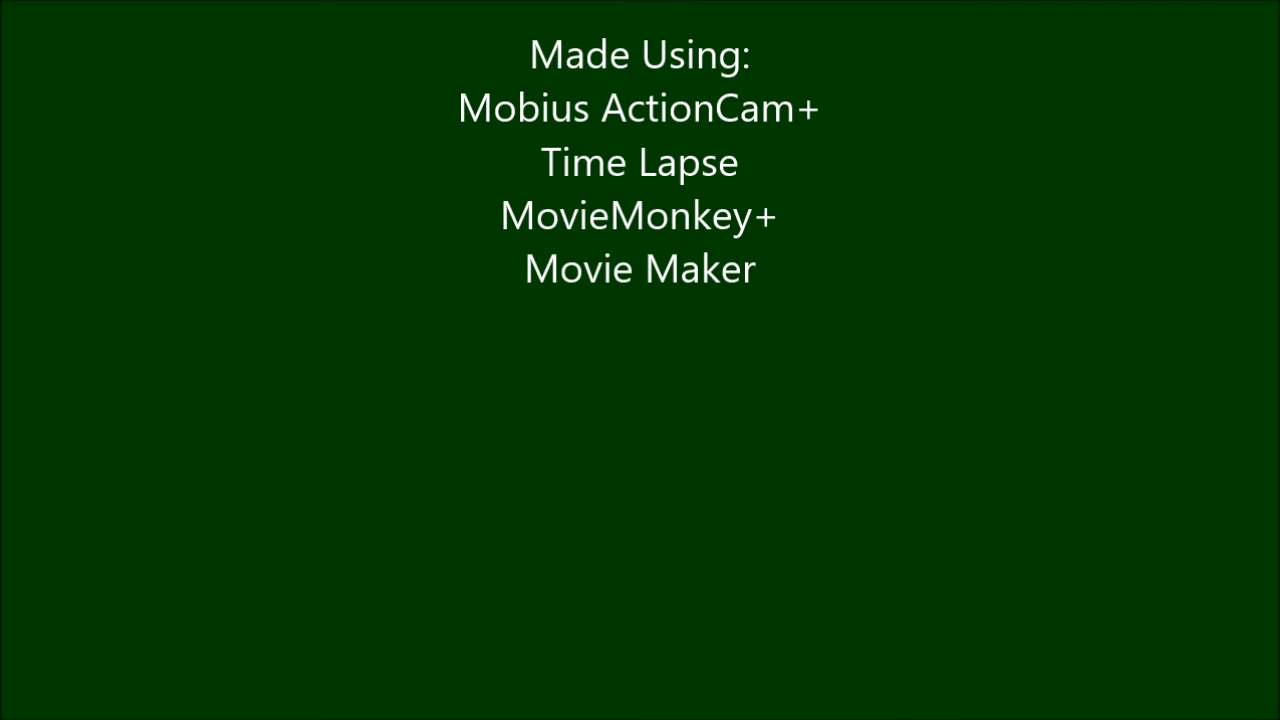 Made Using:
Mobius ActionCam+
Time Lapse
MovieMonkey+
Movie Maker